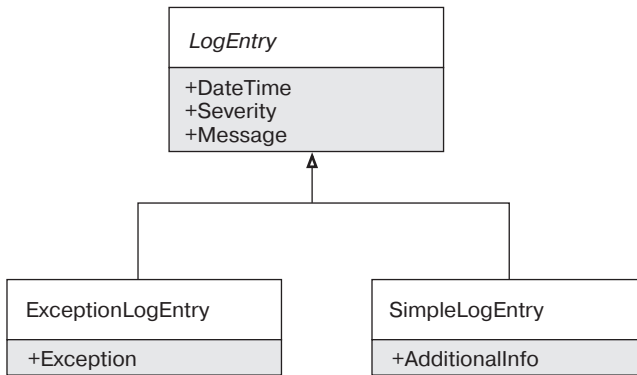 LogEntry
+DateTime
+Severity
+Message
ExceptionLogEntry
+Exception
SimpleLogEntry
+AdditionalInfo